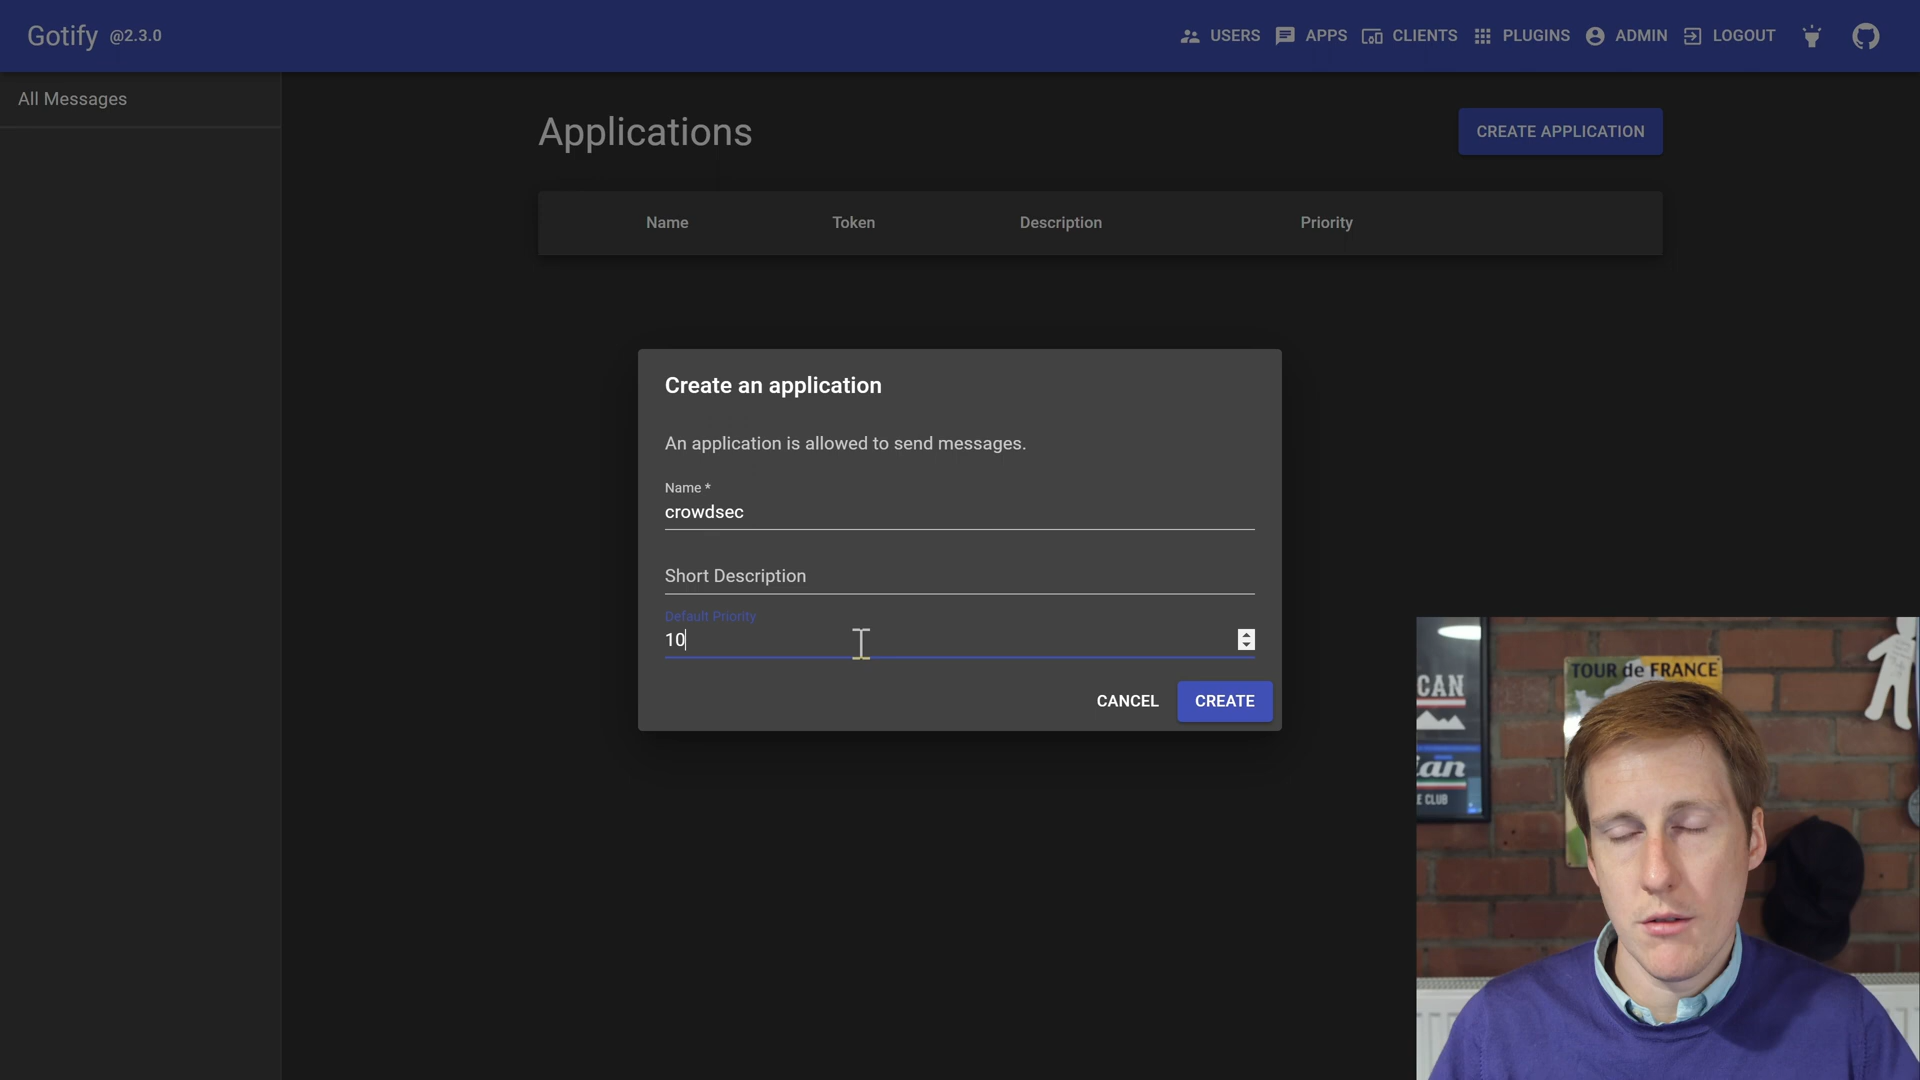 Gotify @2.3.0
USERS APPS CLIENTS PLUGINS ADMIN LOGOUT
All Messages
Applications
CREATE APPLICATION
Name Token Description Priority
Create an application
An application is allowed to send messages.
Name *
crowdsec
Short Description
Default Priority
10
CANCEL CREATE
TOUR de FRANCE
CAN
ian
E CLUB